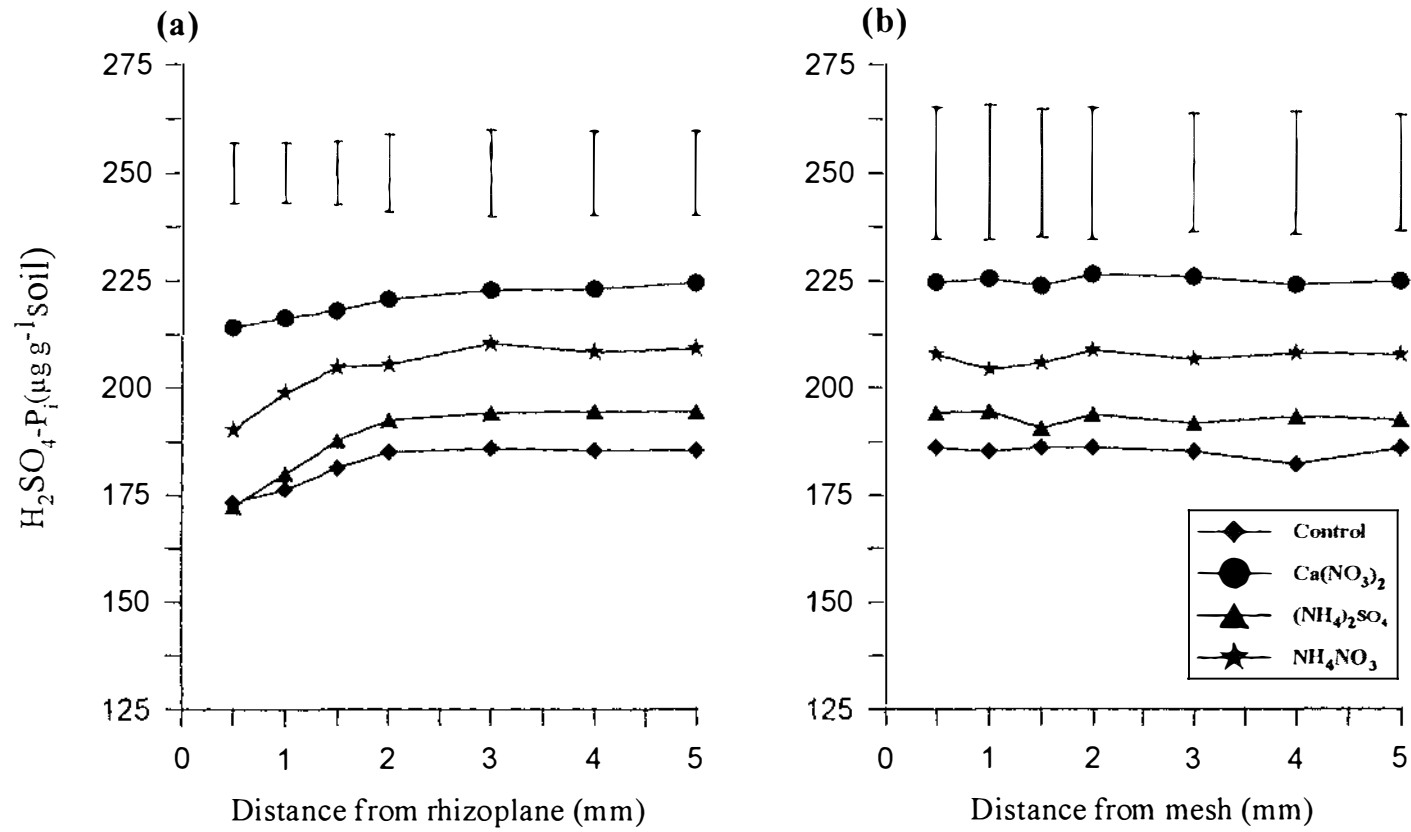 (a)
275
250
225
200
175
150
125
0 1 2 3 4 5
Distance from rhizoplane (mm)
H₂SO₄-Pᵢ(µg g⁻¹soil)
(b)
275
250
225
200
175
150
125
0 1 2 3 4 5
Distance from mesh (mm)
Control
Ca(NO₃)₂
(NH₄)₂SO₄
NH₄NO₃